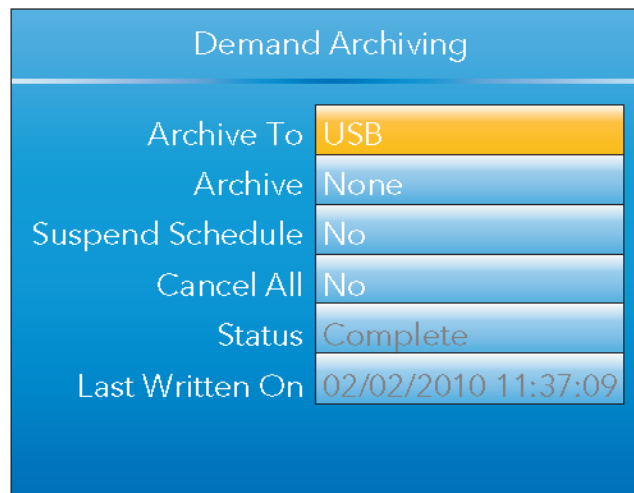 Demand Archiving
Archive To USB
Archive None
Suspend Schedule No
Cancel All No
Status Complete
Last Written On 02/02/2010 11:37:09